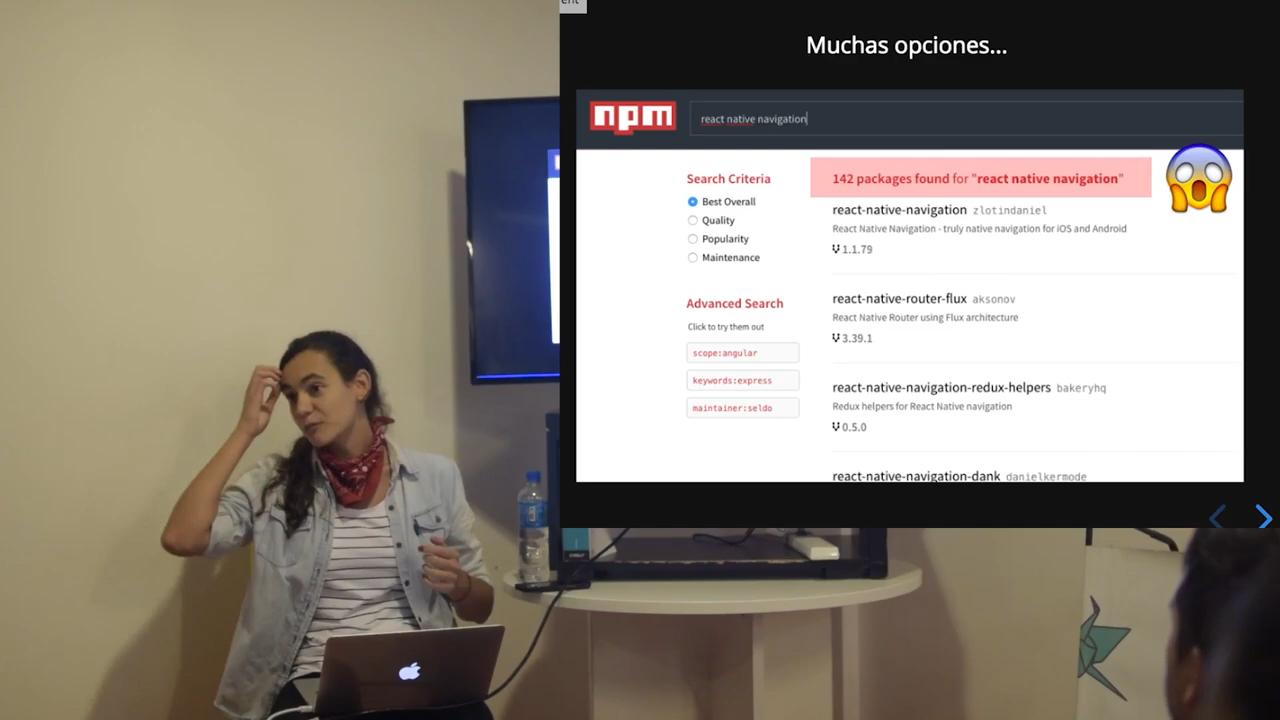 Muchas opciones...
npm
react native navigation
Search Criteria
Best Overall
Quality
Popularity
Maintenance
Advanced Search
Click to try them out
scope:angular
keywords:express
maintainer:seldo
142 packages found for "react native navigation"
react-native-navigation zlotindaniel
React Native Navigation - truly native navigation for iOS and Android
1.1.79
react-native-router-flux aksonov
React Native Router using Flux architecture
3.39.1
react-native-navigation-redux-helpers bakeryhq
Redux helpers for React Native navigation
0.5.0
react-native-navigation-dank danielkermode